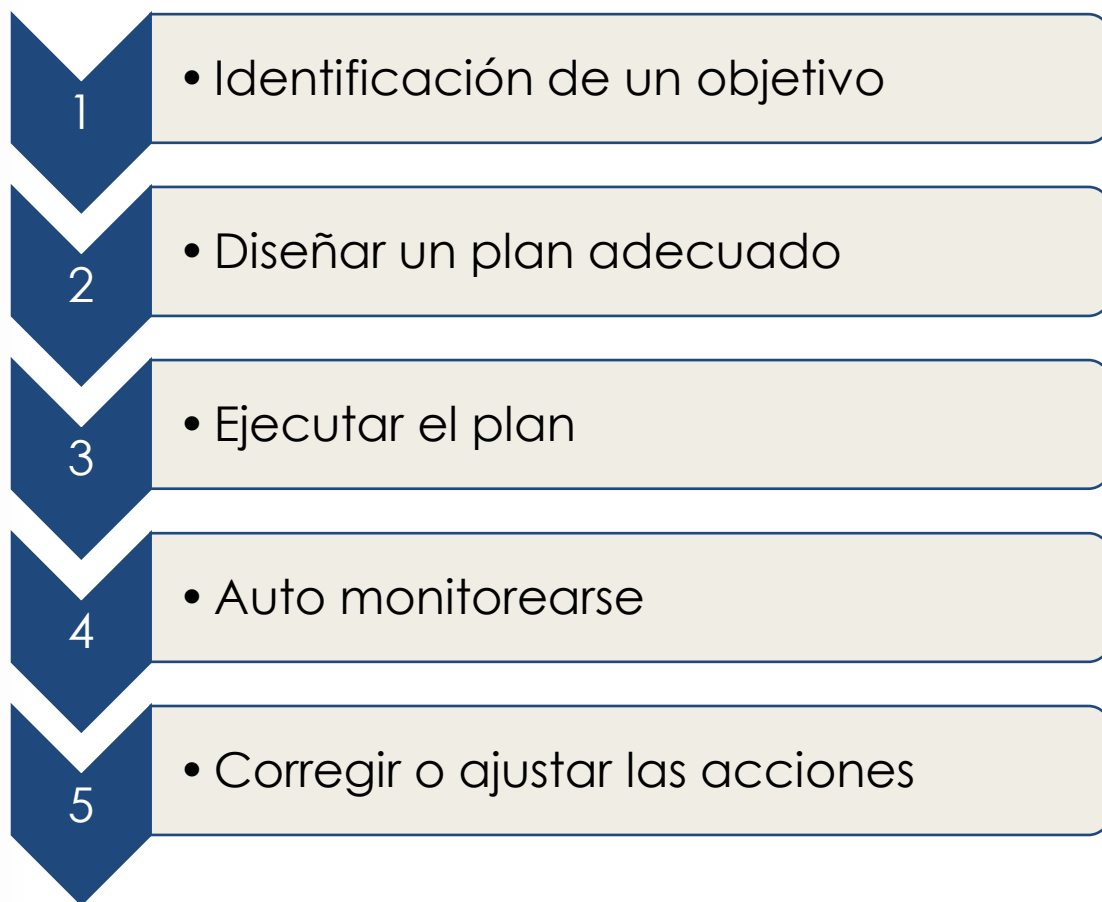 1
• Identificación de un objetivo
2
• Diseñar un plan adecuado
3
• Ejecutar el plan
4
• Auto monitorearse
5
• Corregir o ajustar las acciones